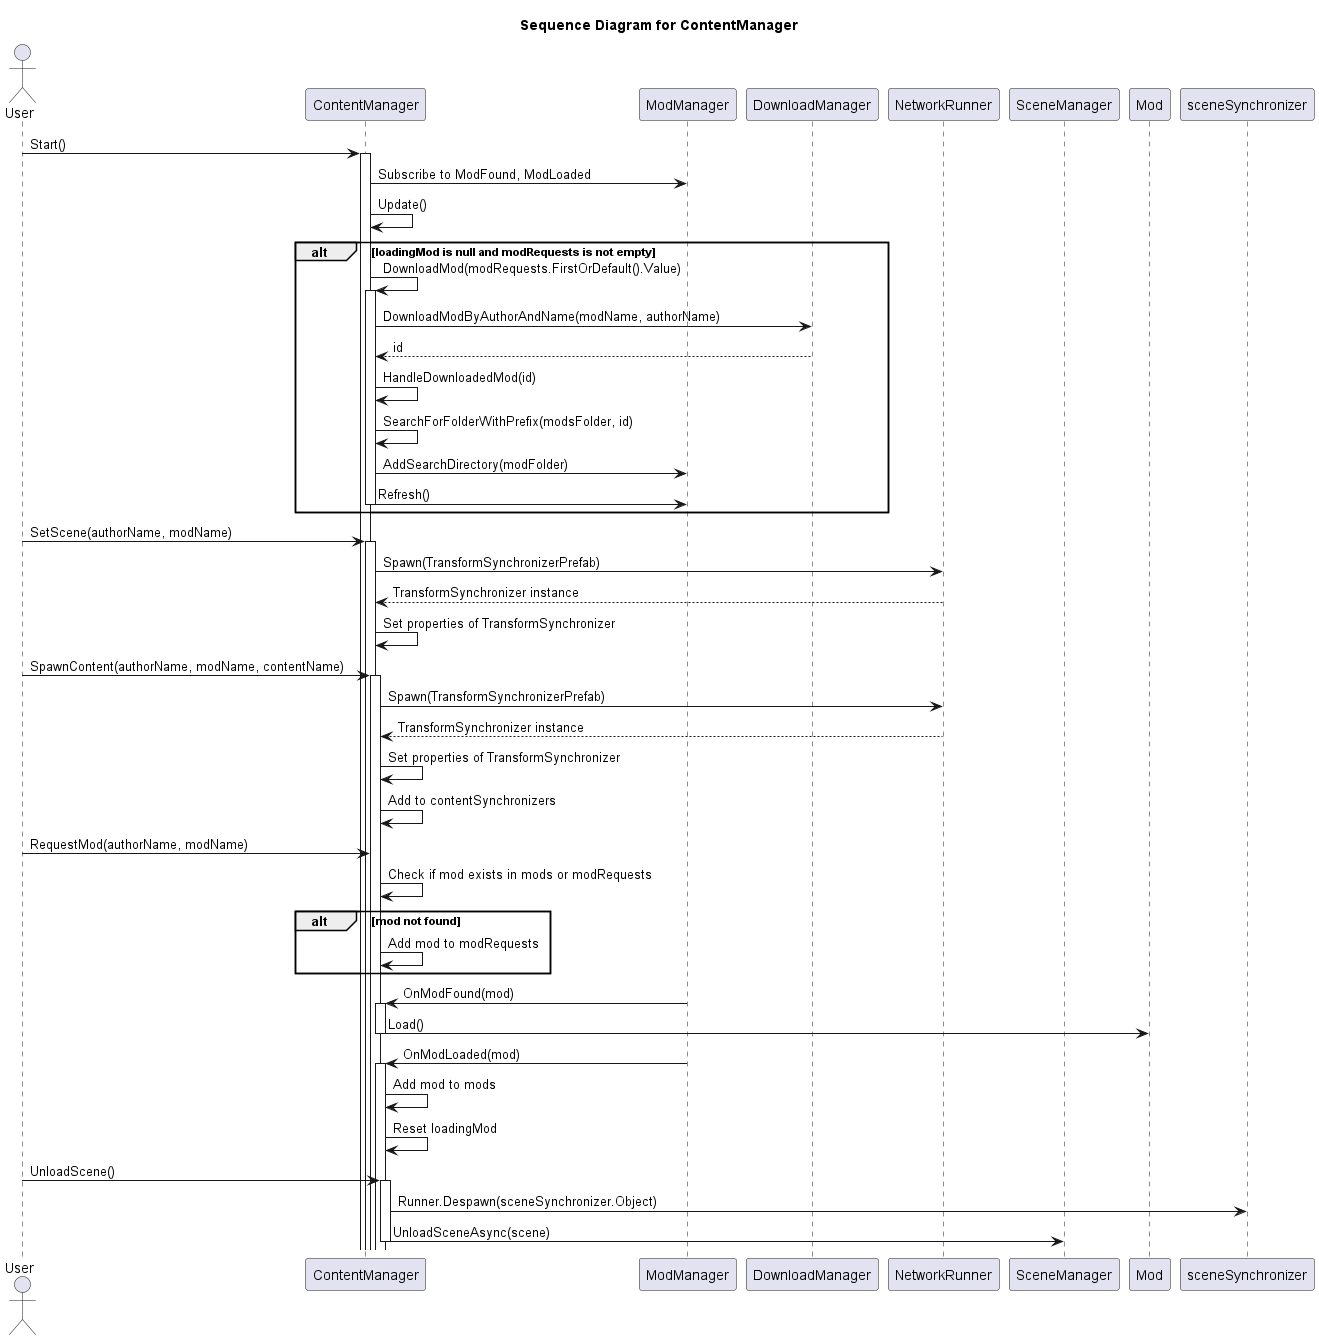 Sequence Diagram for ContentManager
User
ContentManager
ModManager
DownloadManager
NetworkRunner
SceneManager
Mod
sceneSynchronizer
Start()
Subscribe to ModFound, ModLoaded
Update()
alt
[loadingMod is null and modRequests is not empty]
DownloadMod(modRequests.FirstOrDefault().Value)
DownloadModByAuthorAndName(modName, authorName)
id
HandleDownloadedMod(id)
SearchForFolderWithPrefix(modsFolder, id)
AddSearchDirectory(modFolder)
Refresh()
SetScene(authorName, modName)
Spawn(TransformSynchronizerPrefab)
TransformSynchronizer instance
Set properties of TransformSynchronizer
SpawnContent(authorName, modName, contentName)
Spawn(TransformSynchronizerPrefab)
TransformSynchronizer instance
Set properties of TransformSynchronizer
Add to contentSynchronizers
RequestMod(authorName, modName)
Check if mod exists in mods or modRequests
alt
[mod not found]
Add mod to modRequests
OnModFound(mod)
Load()
OnModLoaded(mod)
Add mod to mods
Reset loadingMod
UnloadScene()
Runner.Despawn(sceneSynchronizer.Object)
UnloadSceneAsync(scene)
User
ContentManager
ModManager
DownloadManager
NetworkRunner
SceneManager
Mod
sceneSynchronizer